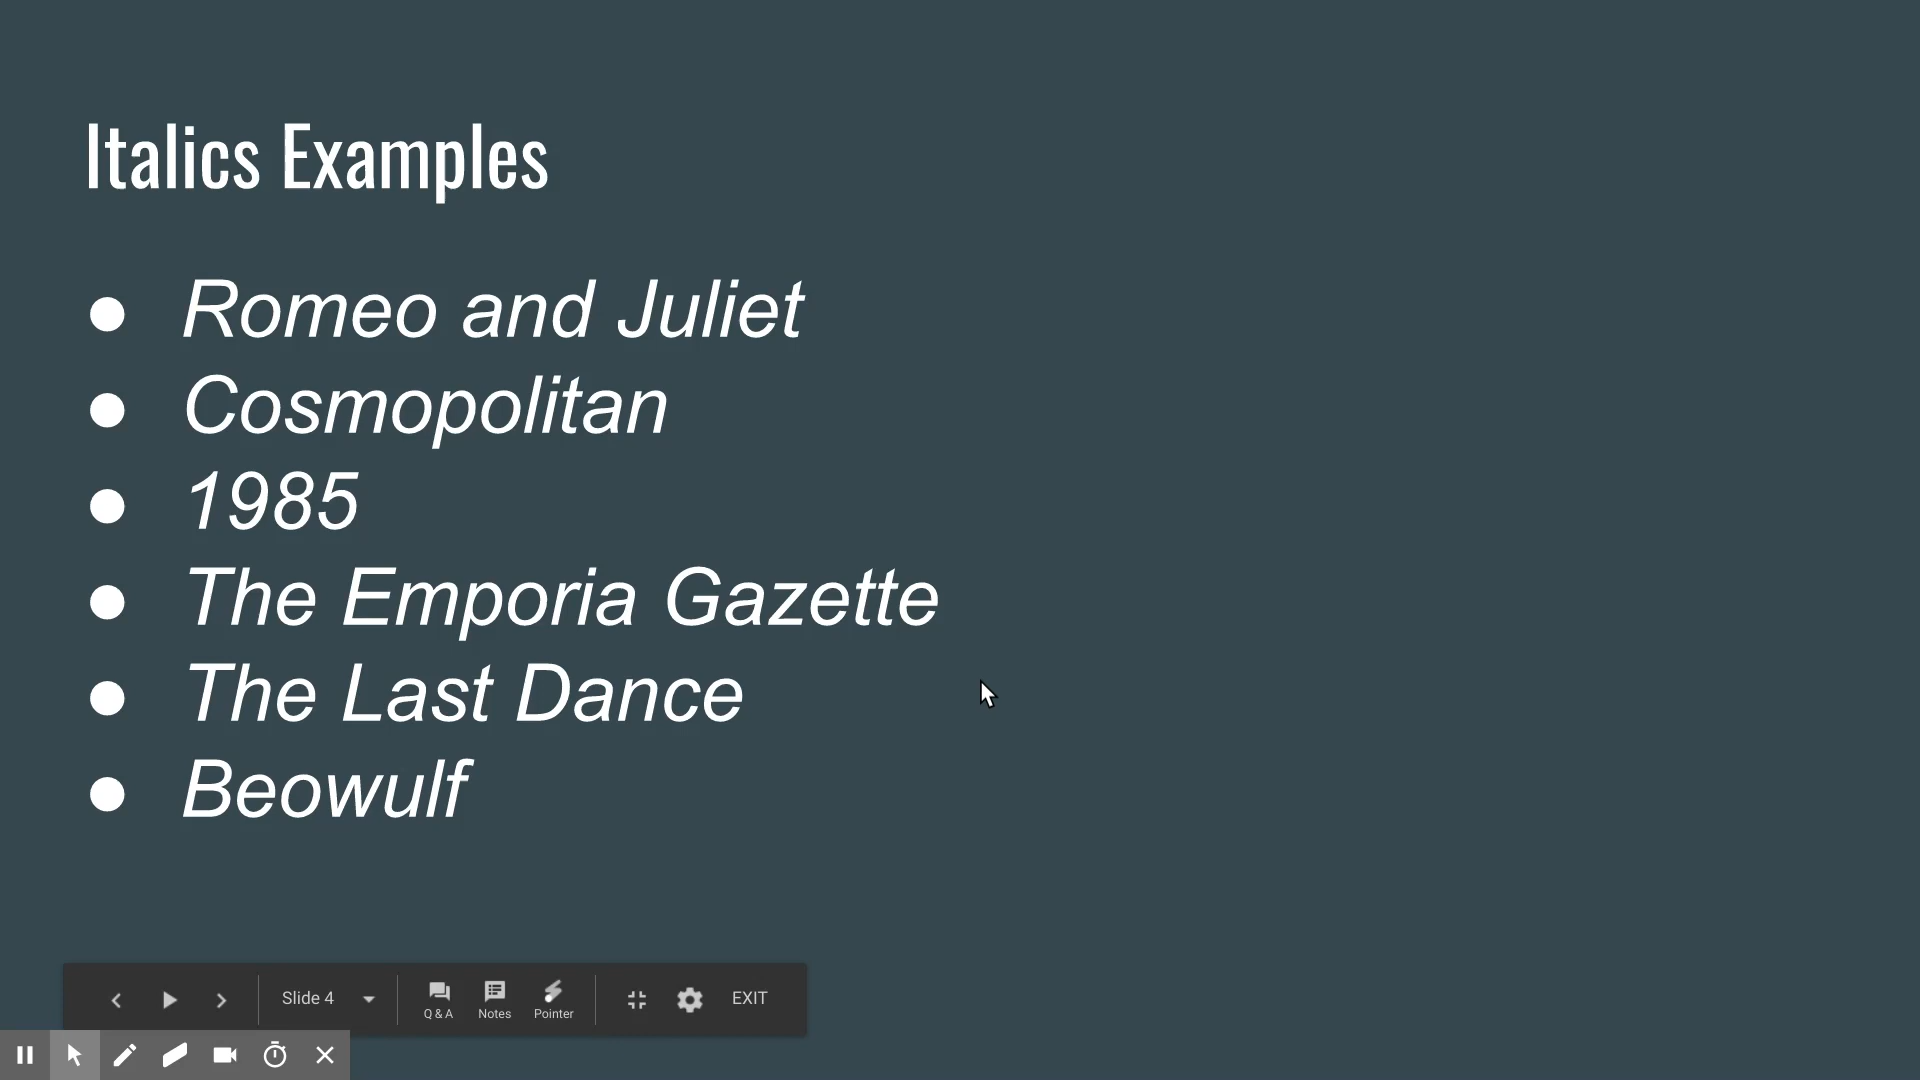 Italics Examples
● Romeo and Juliet
● Cosmopolitan
● 1985
● The Emporia Gazette
● The Last Dance
● Beowulf
Slide 4
Q & A
Notes
Pointer
EXIT